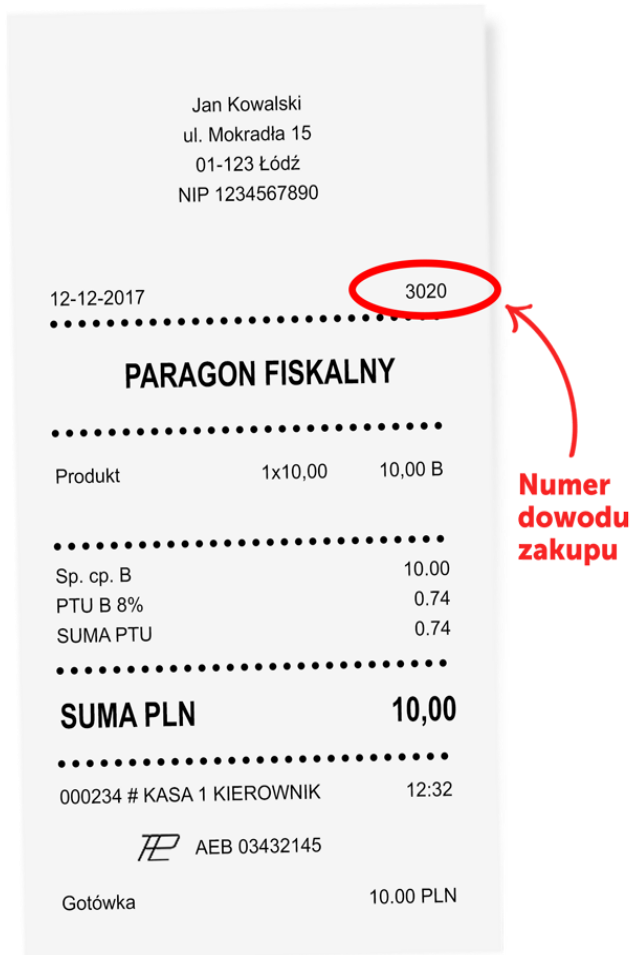 Jan Kowalski
ul. Mokradła 15
01-123 Łódź
NIP 1234567890
12-12-2017 3020
PARAGON FISKALNY
Produkt 1x10,00 10,00 B
Numer
dowodu
zakupu
Sp. cp. B 10.00
PTU B 8% 0.74
SUMA PTU 0.74
SUMA PLN 10,00
000234 # KASA 1 KIEROWNIK 12:32
AEB 03432145
Gotówka 10.00 PLN